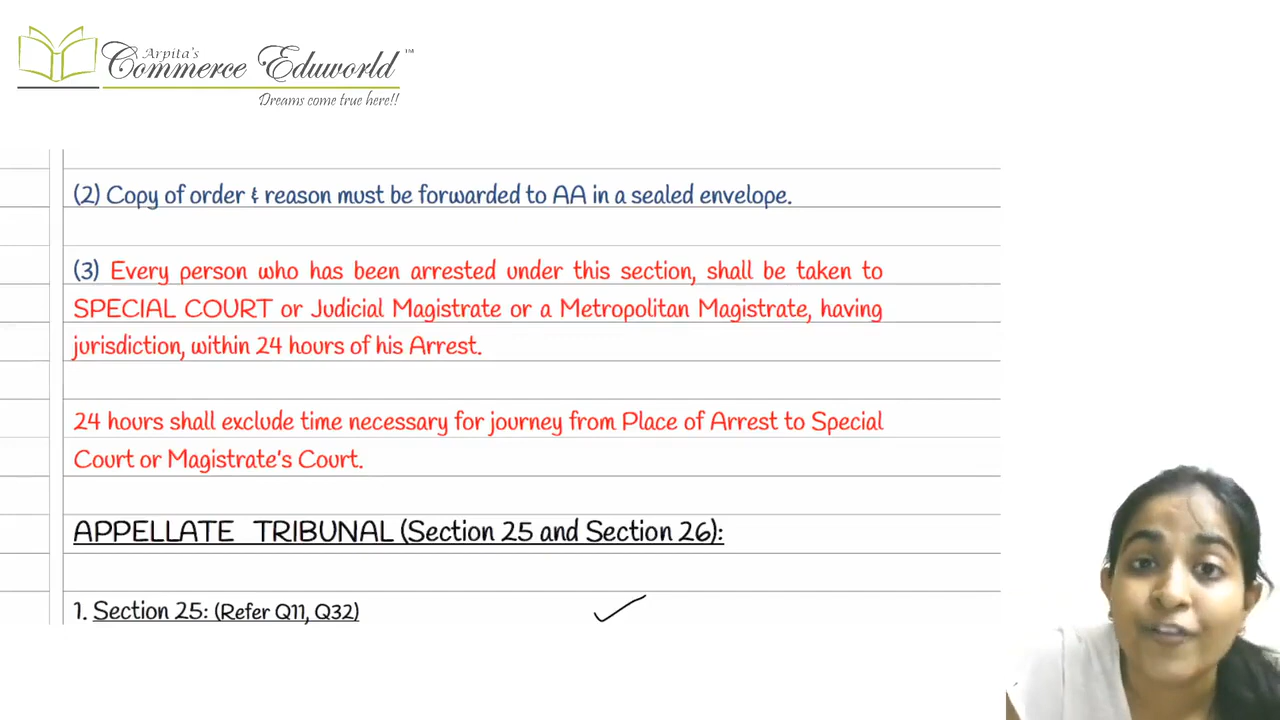 Arpita's
Commerce Eduworld™
Dreams come true here!!
(2) Copy of order & reason must be forwarded to AA in a sealed envelope.
(3) Every person who has been arrested under this section, shall be taken to
SPECIAL COURT or Judicial Magistrate or a Metropolitan Magistrate, having
jurisdiction, within 24 hours of his Arrest.
24 hours shall exclude time necessary for journey from Place of Arrest to Special
Court or Magistrate's Court.
APPELLATE TRIBUNAL (Section 25 and Section 26):
1. Section 25: (Refer Q11, Q32)